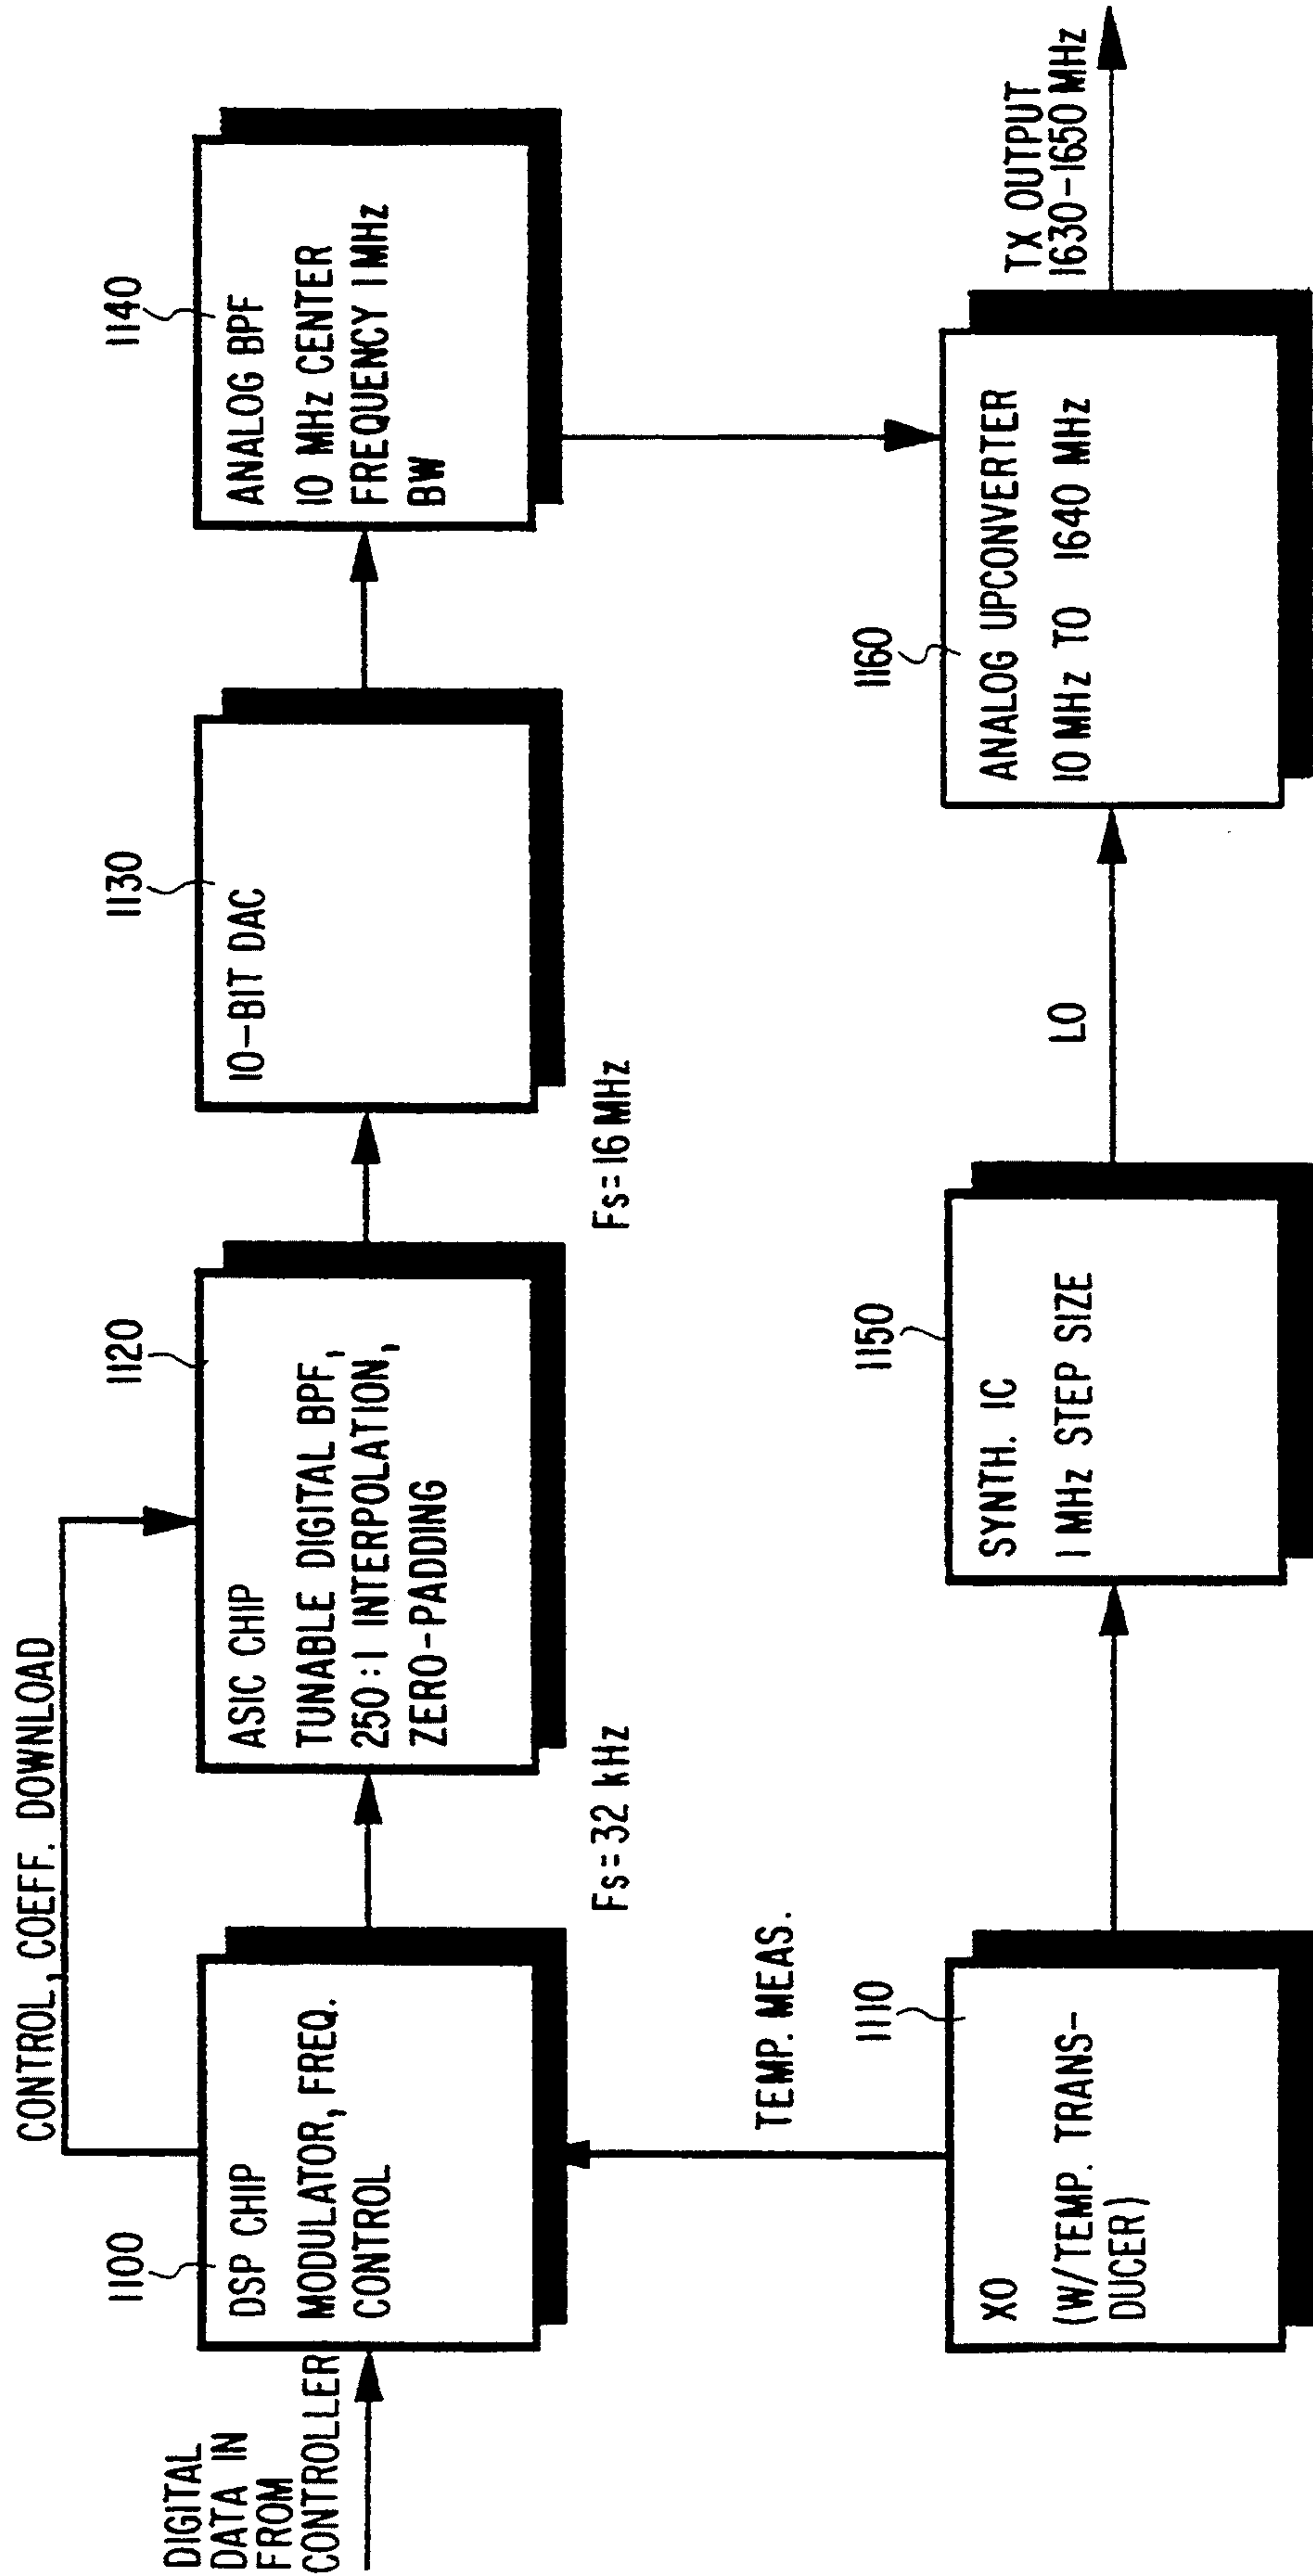 CONTROL, COEFF. DOWNLOAD
DIGITAL
DATA IN
FROM
CONTROLLER
1100
DSP CHIP
MODULATOR, FREQ.
CONTROL
Fs=32 kHz
1120
ASIC CHIP
TUNABLE DIGITAL BPF,
250:1 INTERPOLATION,
ZERO-PADDING
Fs=16 MHz
1130
10-BIT DAC
1140
ANALOG BPF
10 MHz CENTER
FREQUENCY 1 MHz
BW
TEMP. MEAS.
1110
XO
(W/TEMP. TRANS-
DUCER)
1150
SYNTH. IC
1 MHz STEP SIZE
LO
1160
ANALOG UPCONVERTER
10 MHz TO 1640 MHz
TX OUTPUT
1630-1650 MHz